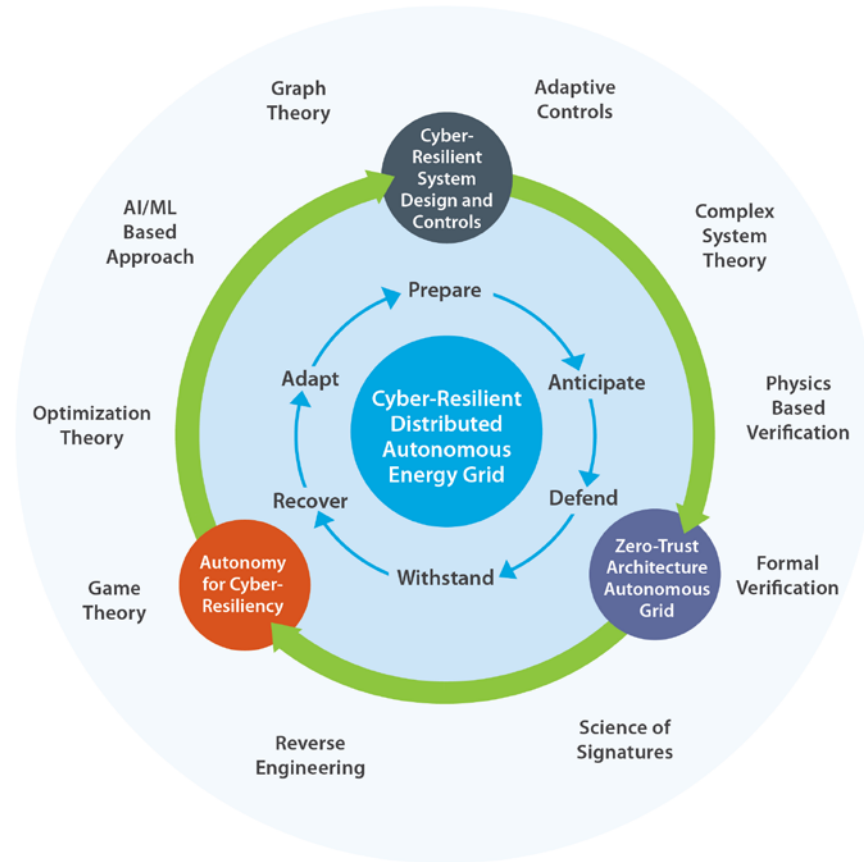 Graph
Theory
Adaptive
Controls
Cyber-
Resilient
System
Design and
Controls
AI/ML
Based
Approach
Complex
System
Theory
Prepare
Adapt
Anticipate
Cyber-Resilient
Distributed
Autonomous
Energy Grid
Optimization
Theory
Physics
Based
Verification
Recover
Defend
Withstand
Autonomy
for Cyber-
Resiliency
Zero-Trust
Architecture
Autonomous
Grid
Game
Theory
Formal
Verification
Reverse
Engineering
Science of
Signatures